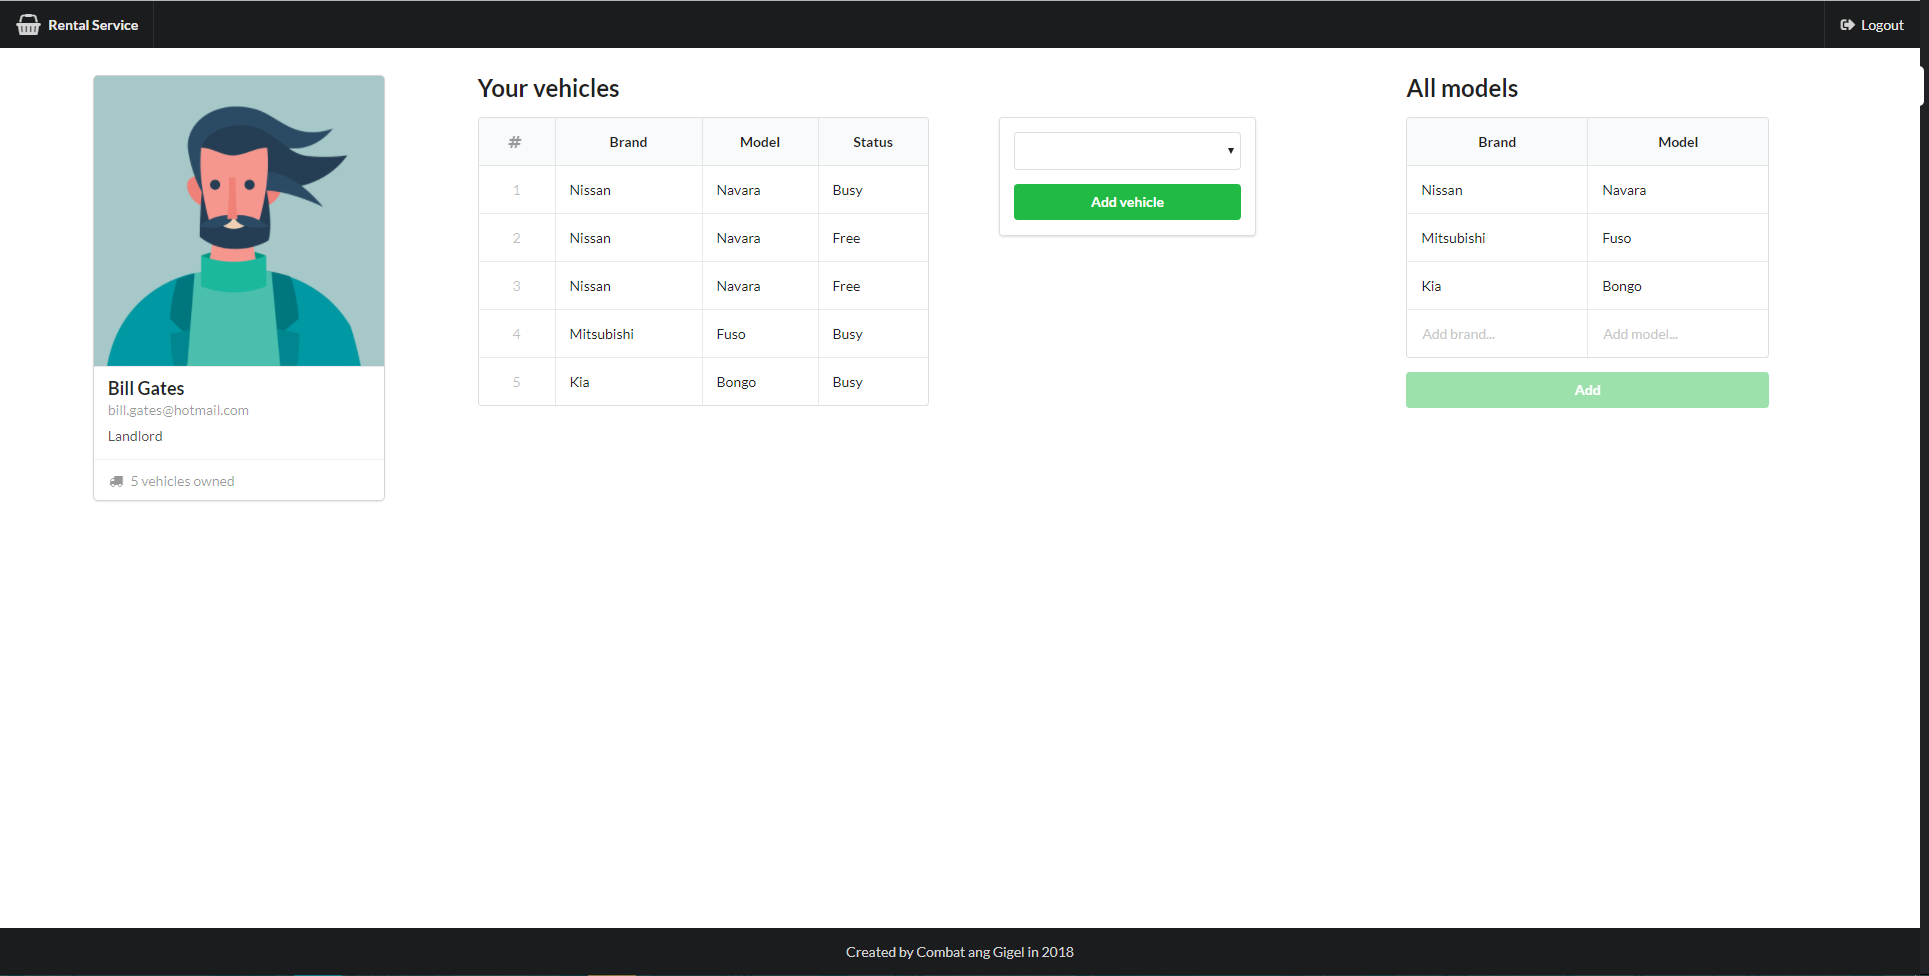 Rental Service
Logout
Bill Gates
bill.gates@hotmail.com
Landlord
5 vehicles owned
Your vehicles
# Brand Model Status
1 Nissan Navara Busy
2 Nissan Navara Free
3 Nissan Navara Free
4 Mitsubishi Fuso Busy
5 Kia Bongo Busy
Add vehicle
All models
Brand Model
Nissan Navara
Mitsubishi Fuso
Kia Bongo
Add brand... Add model...
Add
Created by Combat ang Gigel in 2018